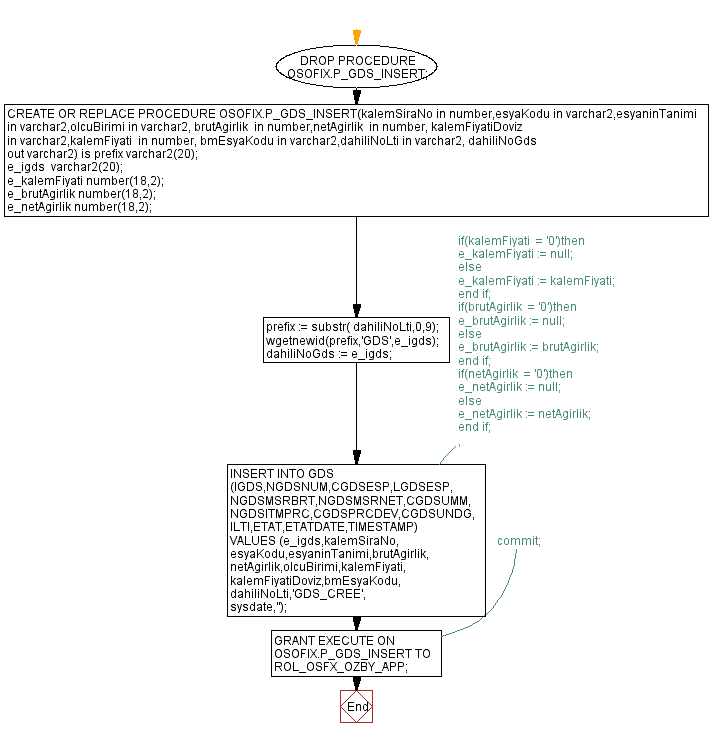 DROP PROCEDURE
OSOFIX.P_GDS_INSERT;
CREATE OR REPLACE PROCEDURE OSOFIX.P_GDS_INSERT(kalemSiraNo in number,esyaKodu in varchar2,esyaninTanimi
in varchar2,olcuBirimi in varchar2, brutAgirlik  in number,netAgirlik  in number, kalemFiyatiDoviz
in varchar2,kalemFiyati  in number, bmEsyaKodu in varchar2,dahiliNoLti in varchar2, dahiliNoGds
out varchar2) is prefix varchar2(20);
e_igds  varchar2(20);
e_kalemFiyati number(18,2);
e_brutAgirlik number(18,2);
e_netAgirlik number(18,2);
if(kalemFiyati  = '0')then
e_kalemFiyati := null;
else
e_kalemFiyati := kalemFiyati;
end if;
if(brutAgirlik  = '0')then
e_brutAgirlik := null;
else
e_brutAgirlik := brutAgirlik;
end if;
if(netAgirlik  = '0')then
e_netAgirlik := null;
else
e_netAgirlik := netAgirlik;
end if;
,
prefix := substr( dahiliNoLti,0,9);
wgetnewid(prefix,'GDS',e_igds);
dahiliNoGds := e_igds;
INSERT INTO GDS
(IGDS,NGDSNUM,CGDSESP,LGDSESP,
NGDSMSRBRT,NGDSMSRNET,CGDSUMM,
NGDSITMPRC,CGDSPRCDEV,CGDSUNDG,
ILTI,ETAT,ETATDATE,TIMESTAMP)
VALUES (e_igds,kalemSiraNo,
esyaKodu,esyaninTanimi,brutAgirlik,
netAgirlik,olcuBirimi,kalemFiyati,
kalemFiyatiDoviz,bmEsyaKodu,
dahiliNoLti,'GDS_CREE',
sysdate,'');
commit;
GRANT EXECUTE ON
OSOFIX.P_GDS_INSERT TO
ROL_OSFX_OZBY_APP;
End